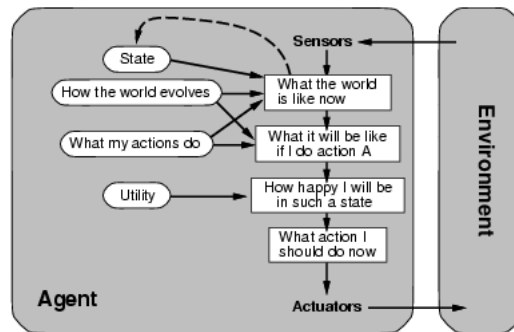 Sensors
State
What the world
is like now
How the world evolves
What my actions do
What it will be like
if I do action A
Utility
How happy I will be
in such a state
What action I
should do now
Agent
Actuators
Environment